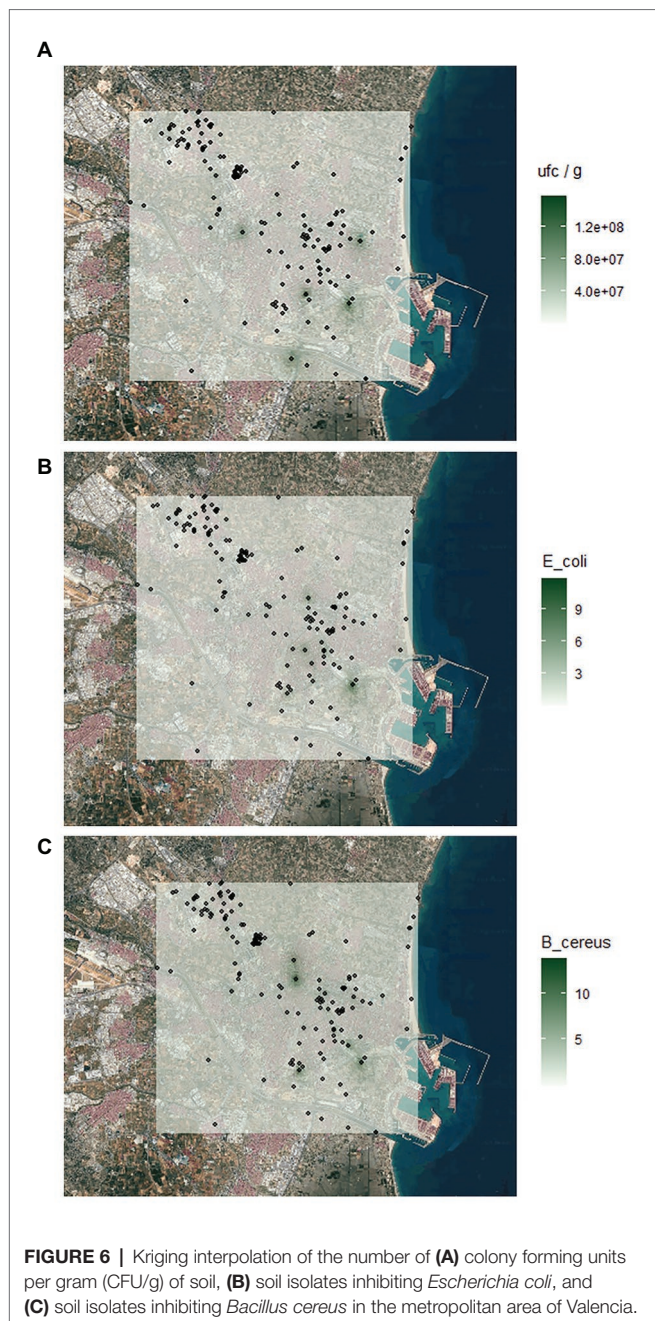 A
ufc / g
1.2e+08
8.0e+07
4.0e+07
B
E_coli
9
6
3
C
B_cereus
10
5
FIGURE 6 | Kriging interpolation of the number of (A) colony forming units
per gram (CFU/g) of soil, (B) soil isolates inhibiting Escherichia coli, and
(C) soil isolates inhibiting Bacillus cereus in the metropolitan area of Valencia.